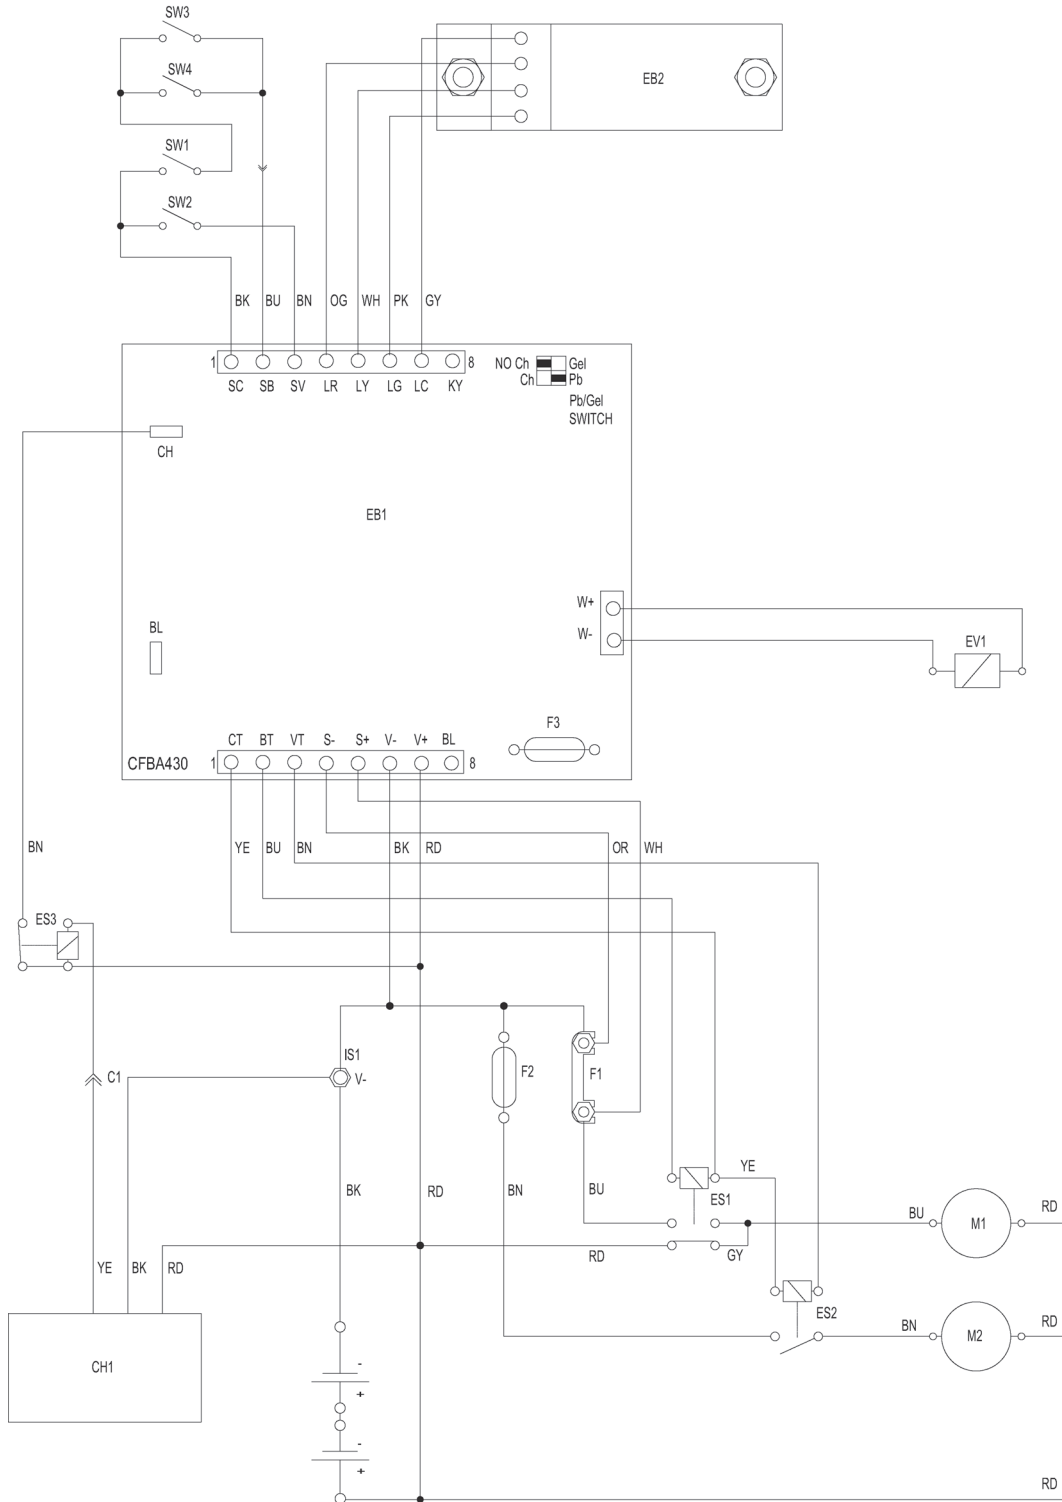 SW3
SW4
EB2
SW1
SW2
BK BU BN OG WH PK GY
1 8
SC SB SV LR LY LG LC KY
NO Ch Gel
Ch Pb
Pb/Gel
SWITCH
CH
EB1
W+
W-
EV1
BL
F3
CT BT VT S- S+ V- V+ BL
CFBA430 1 8
BN YE BU BN BK RD OR WH
ES3
IS1
C1 V- F2 F1
YE
BK RD BN BU ES1
BU M1 RD
RD GY
YE BK RD
ES2
BN M2 RD
CH1
-
+
-
+
RD